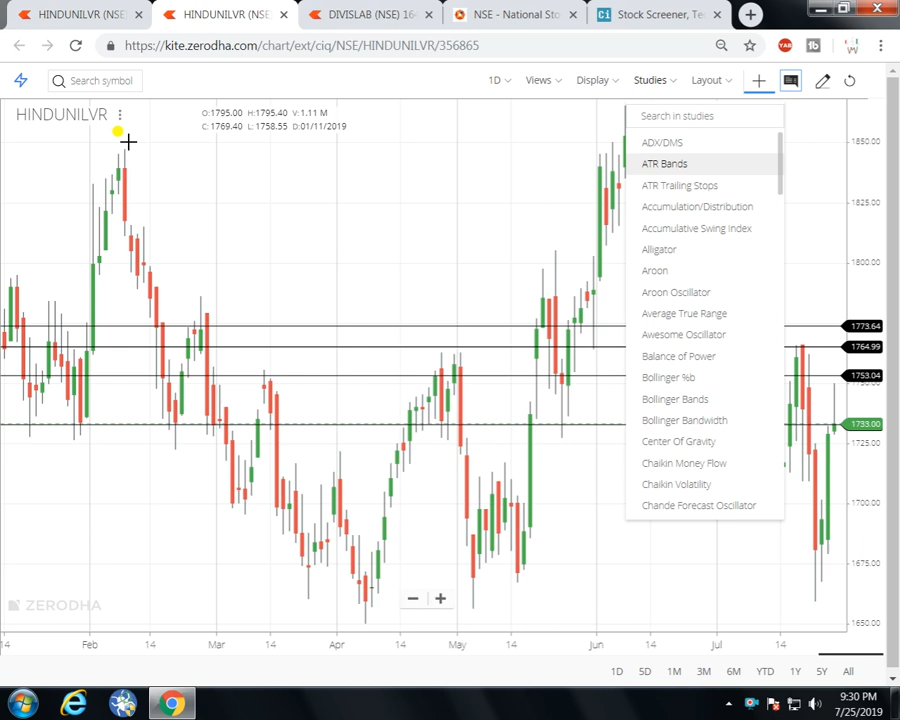 HINDUNILVR (NSE
HINDUNILVR (NSE
DIVISLAB (NSE) 164
NSE - National Sto
Stock Screener, Te
https://kite.zerodha.com/chart/ext/ciq/NSE/HINDUNILVR/356865
Search symbol
1D
Views
Display
Studies
Layout
HINDUNILVR
O:1795.00 H:1795.40 V:1.11 M
C:1769.40 L:1758.55 D:01/11/2019
Search in studies
ADX/DMS
ATR Bands
ATR Trailing Stops
Accumulation/Distribution
Accumulative Swing Index
Alligator
Aroon
Aroon Oscillator
Average True Range
Awesome Oscillator
Balance of Power
Bollinger %b
Bollinger Bands
Bollinger Bandwidth
Center Of Gravity
Chaikin Money Flow
Chaikin Volatility
Chande Forecast Oscillator
1850.00
1825.00
1800.00
1773.64
1764.99
1753.04
1733.00
1725.00
1700.00
1675.00
1650.00
ZERODHA
14
Feb
14
Mar
14
Apr
14
May
14
Jun
14
Jul
14
1D
5D
1M
3M
6M
YTD
1Y
5Y
All
9:30 PM
7/25/2019